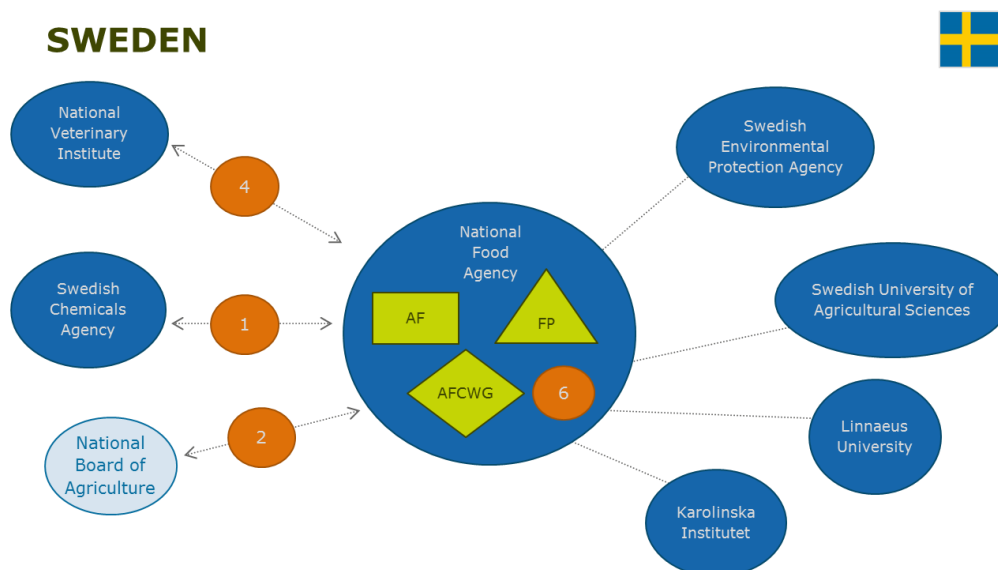 SWEDEN
National
Veterinary
Institute
4
Swedish
Environmental
Protection Agency
National
Food
Agency
Swedish
Chemicals
Agency
1
AF
FP
Swedish University of
Agricultural Sciences
AFCWG
6
National
Board of
Agriculture
2
Linnaeus
University
Karolinska
Institutet